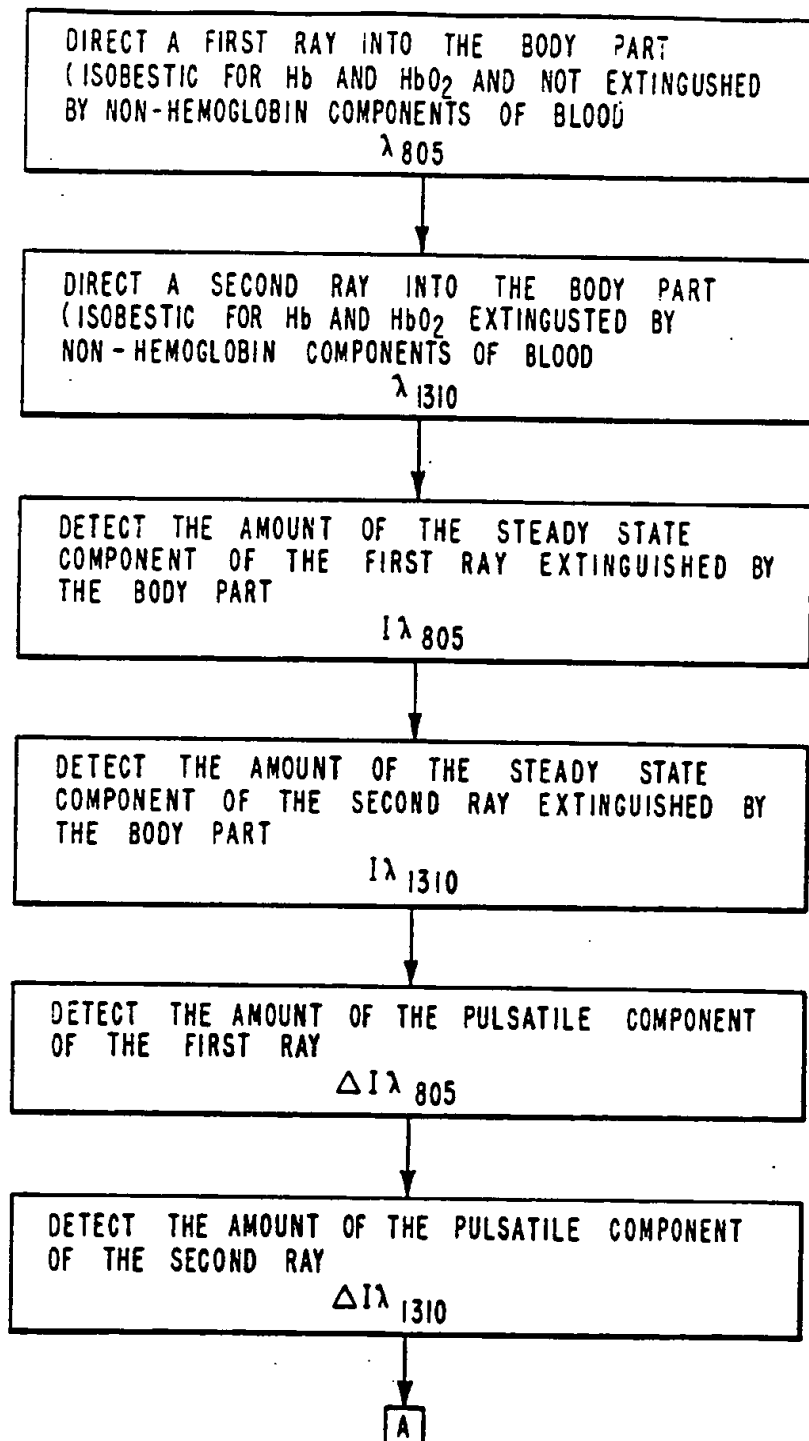 DIRECT A FIRST RAY INTO THE BODY PART
(ISOBESTIC FOR Hb AND HbO₂ AND NOT EXTINGUSHED
BY NON-HEMOGLOBIN COMPONENTS OF BLOOD
λ805
DIRECT A SECOND RAY INTO THE BODY PART
(ISOBESTIC FOR Hb AND HbO₂ EXTINGUSTED BY
NON-HEMOGLOBIN COMPONENTS OF BLOOD
λ1310
DETECT THE AMOUNT OF THE STEADY STATE
COMPONENT OF THE FIRST RAY EXTINGUISHED BY
THE BODY PART
Iλ805
DETECT THE AMOUNT OF THE STEADY STATE
COMPONENT OF THE SECOND RAY EXTINGUISHED BY
THE BODY PART
Iλ1310
DETECT THE AMOUNT OF THE PULSATILE COMPONENT
OF THE FIRST RAY
ΔIλ805
DETECT THE AMOUNT OF THE PULSATILE COMPONENT
OF THE SECOND RAY
ΔIλ1310
A